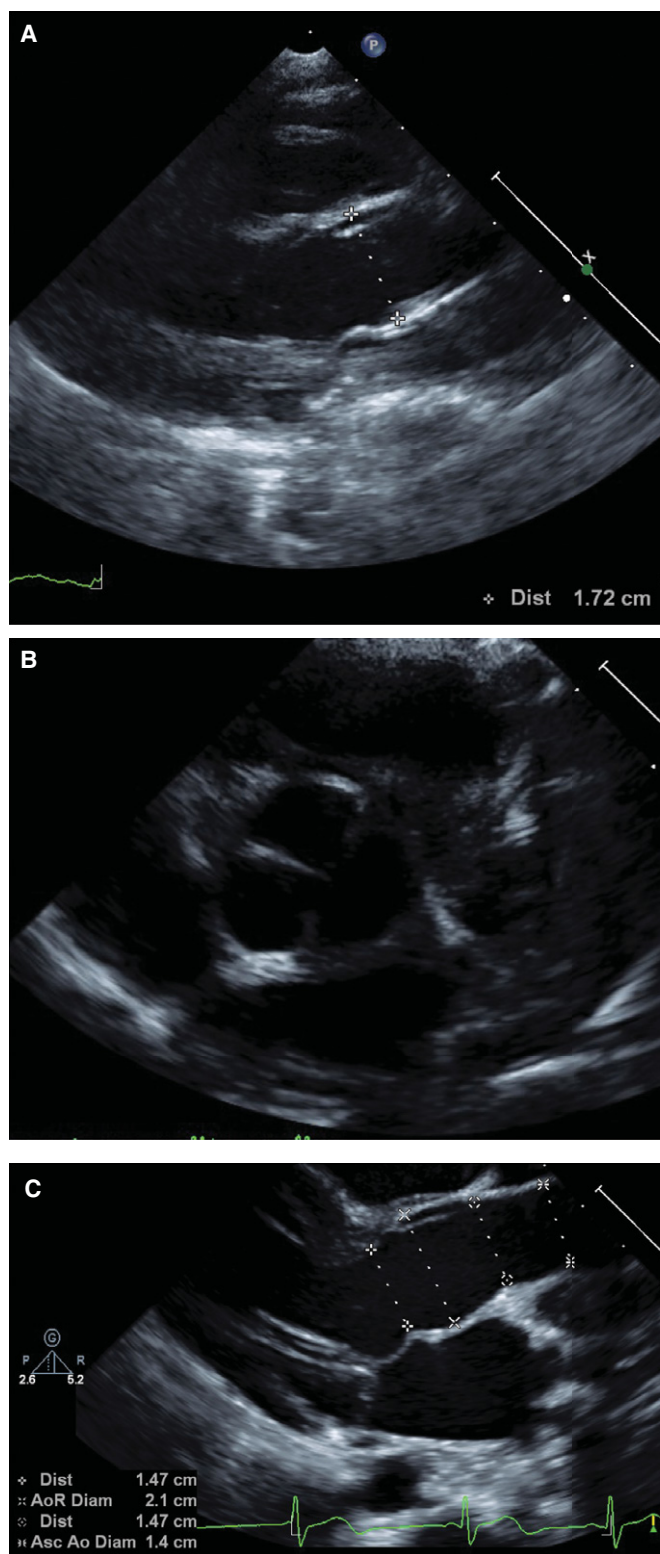 A
P
Dist 1.72 cm
B
C
G
P R
2.6 5.2
Dist 1.47 cm
AoR Diam 2.1 cm
Dist 1.47 cm
Asc Ao Diam 1.4 cm